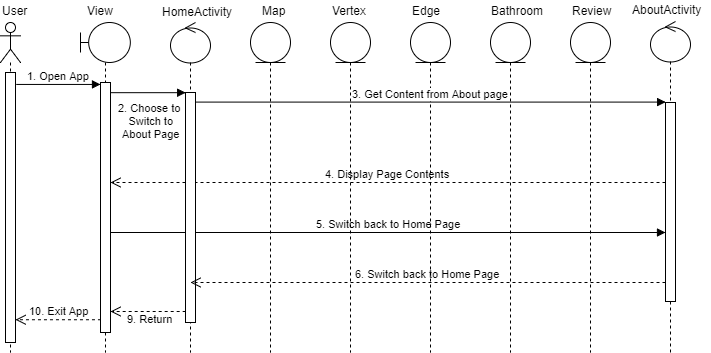 User
View
HomeActivity
Map
Vertex
Edge
Bathroom
Review
AboutActivity
1. Open App
2. Choose to
Switch to
About Page
3. Get Content from About page
4. Display Page Contents
5. Switch back to Home Page
6. Switch back to Home Page
9. Return
10. Exit App